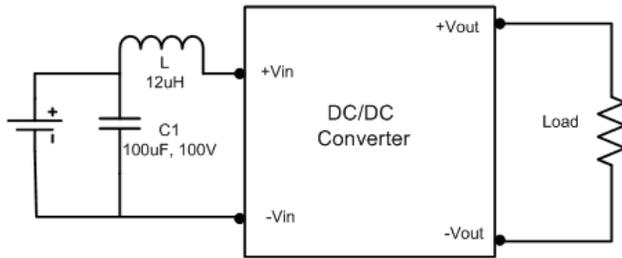 +Vout
L
12uH
+Vin
DC/DC
Converter
+
-
C1
100uF, 100V
Load
-Vin
-Vout